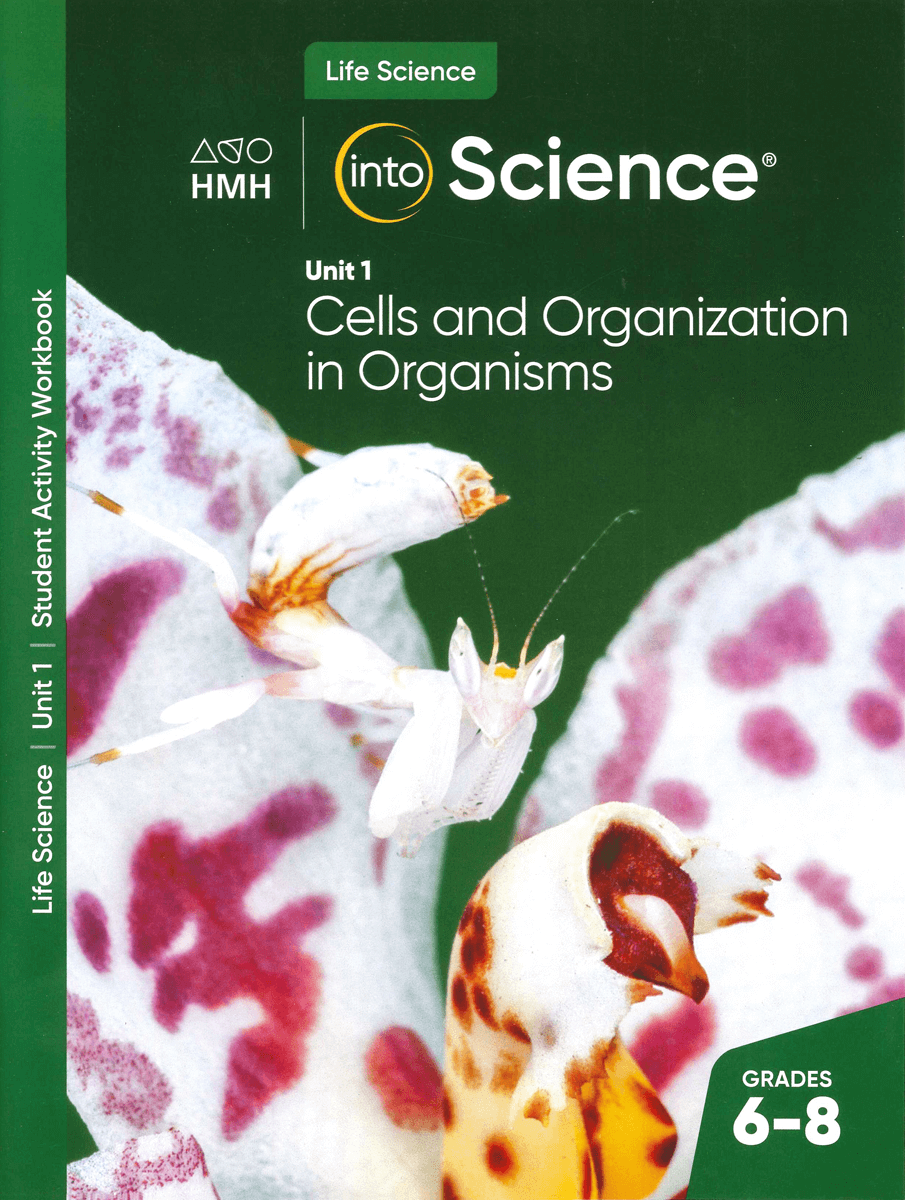 Life Science
HMH
into Science®
Unit 1
Cells and Organization
in Organisms
Life Science | Unit 1 | Student Activity Workbook
GRADES
6–8